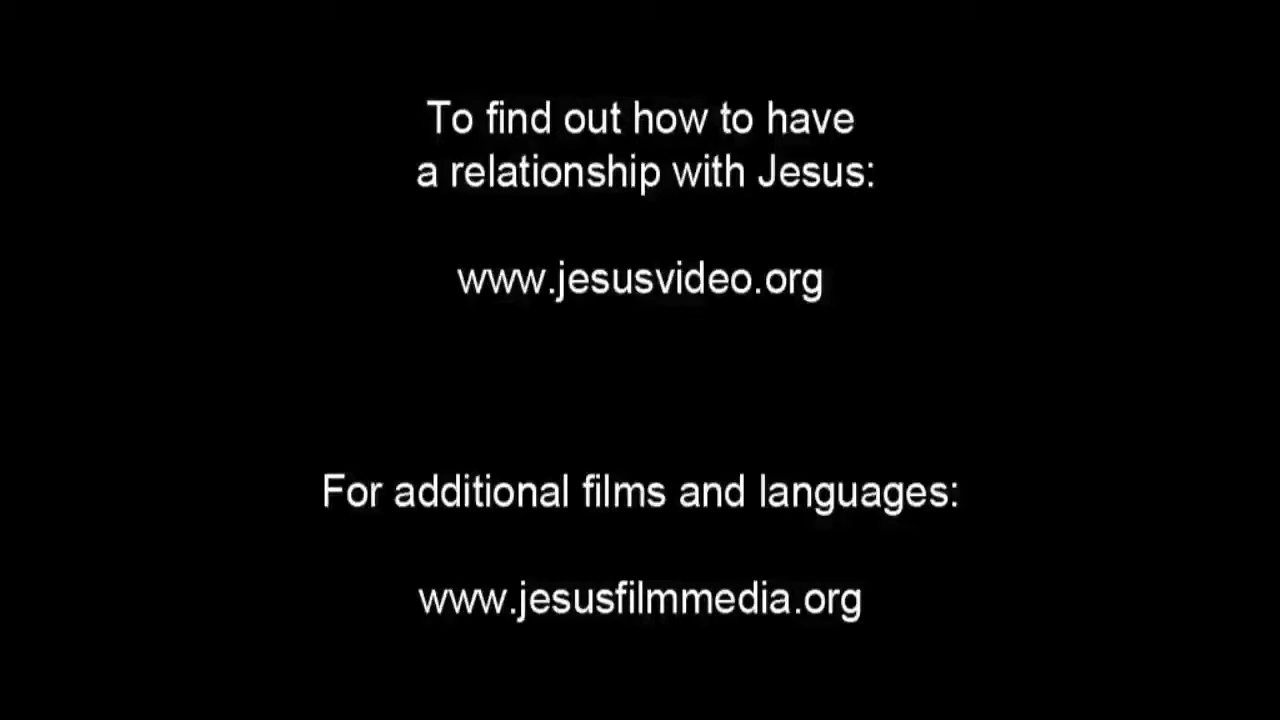 To find out how to have
a relationship with Jesus:
www.jesusvideo.org
For additional films and languages:
www.jesusfilmmedia.org